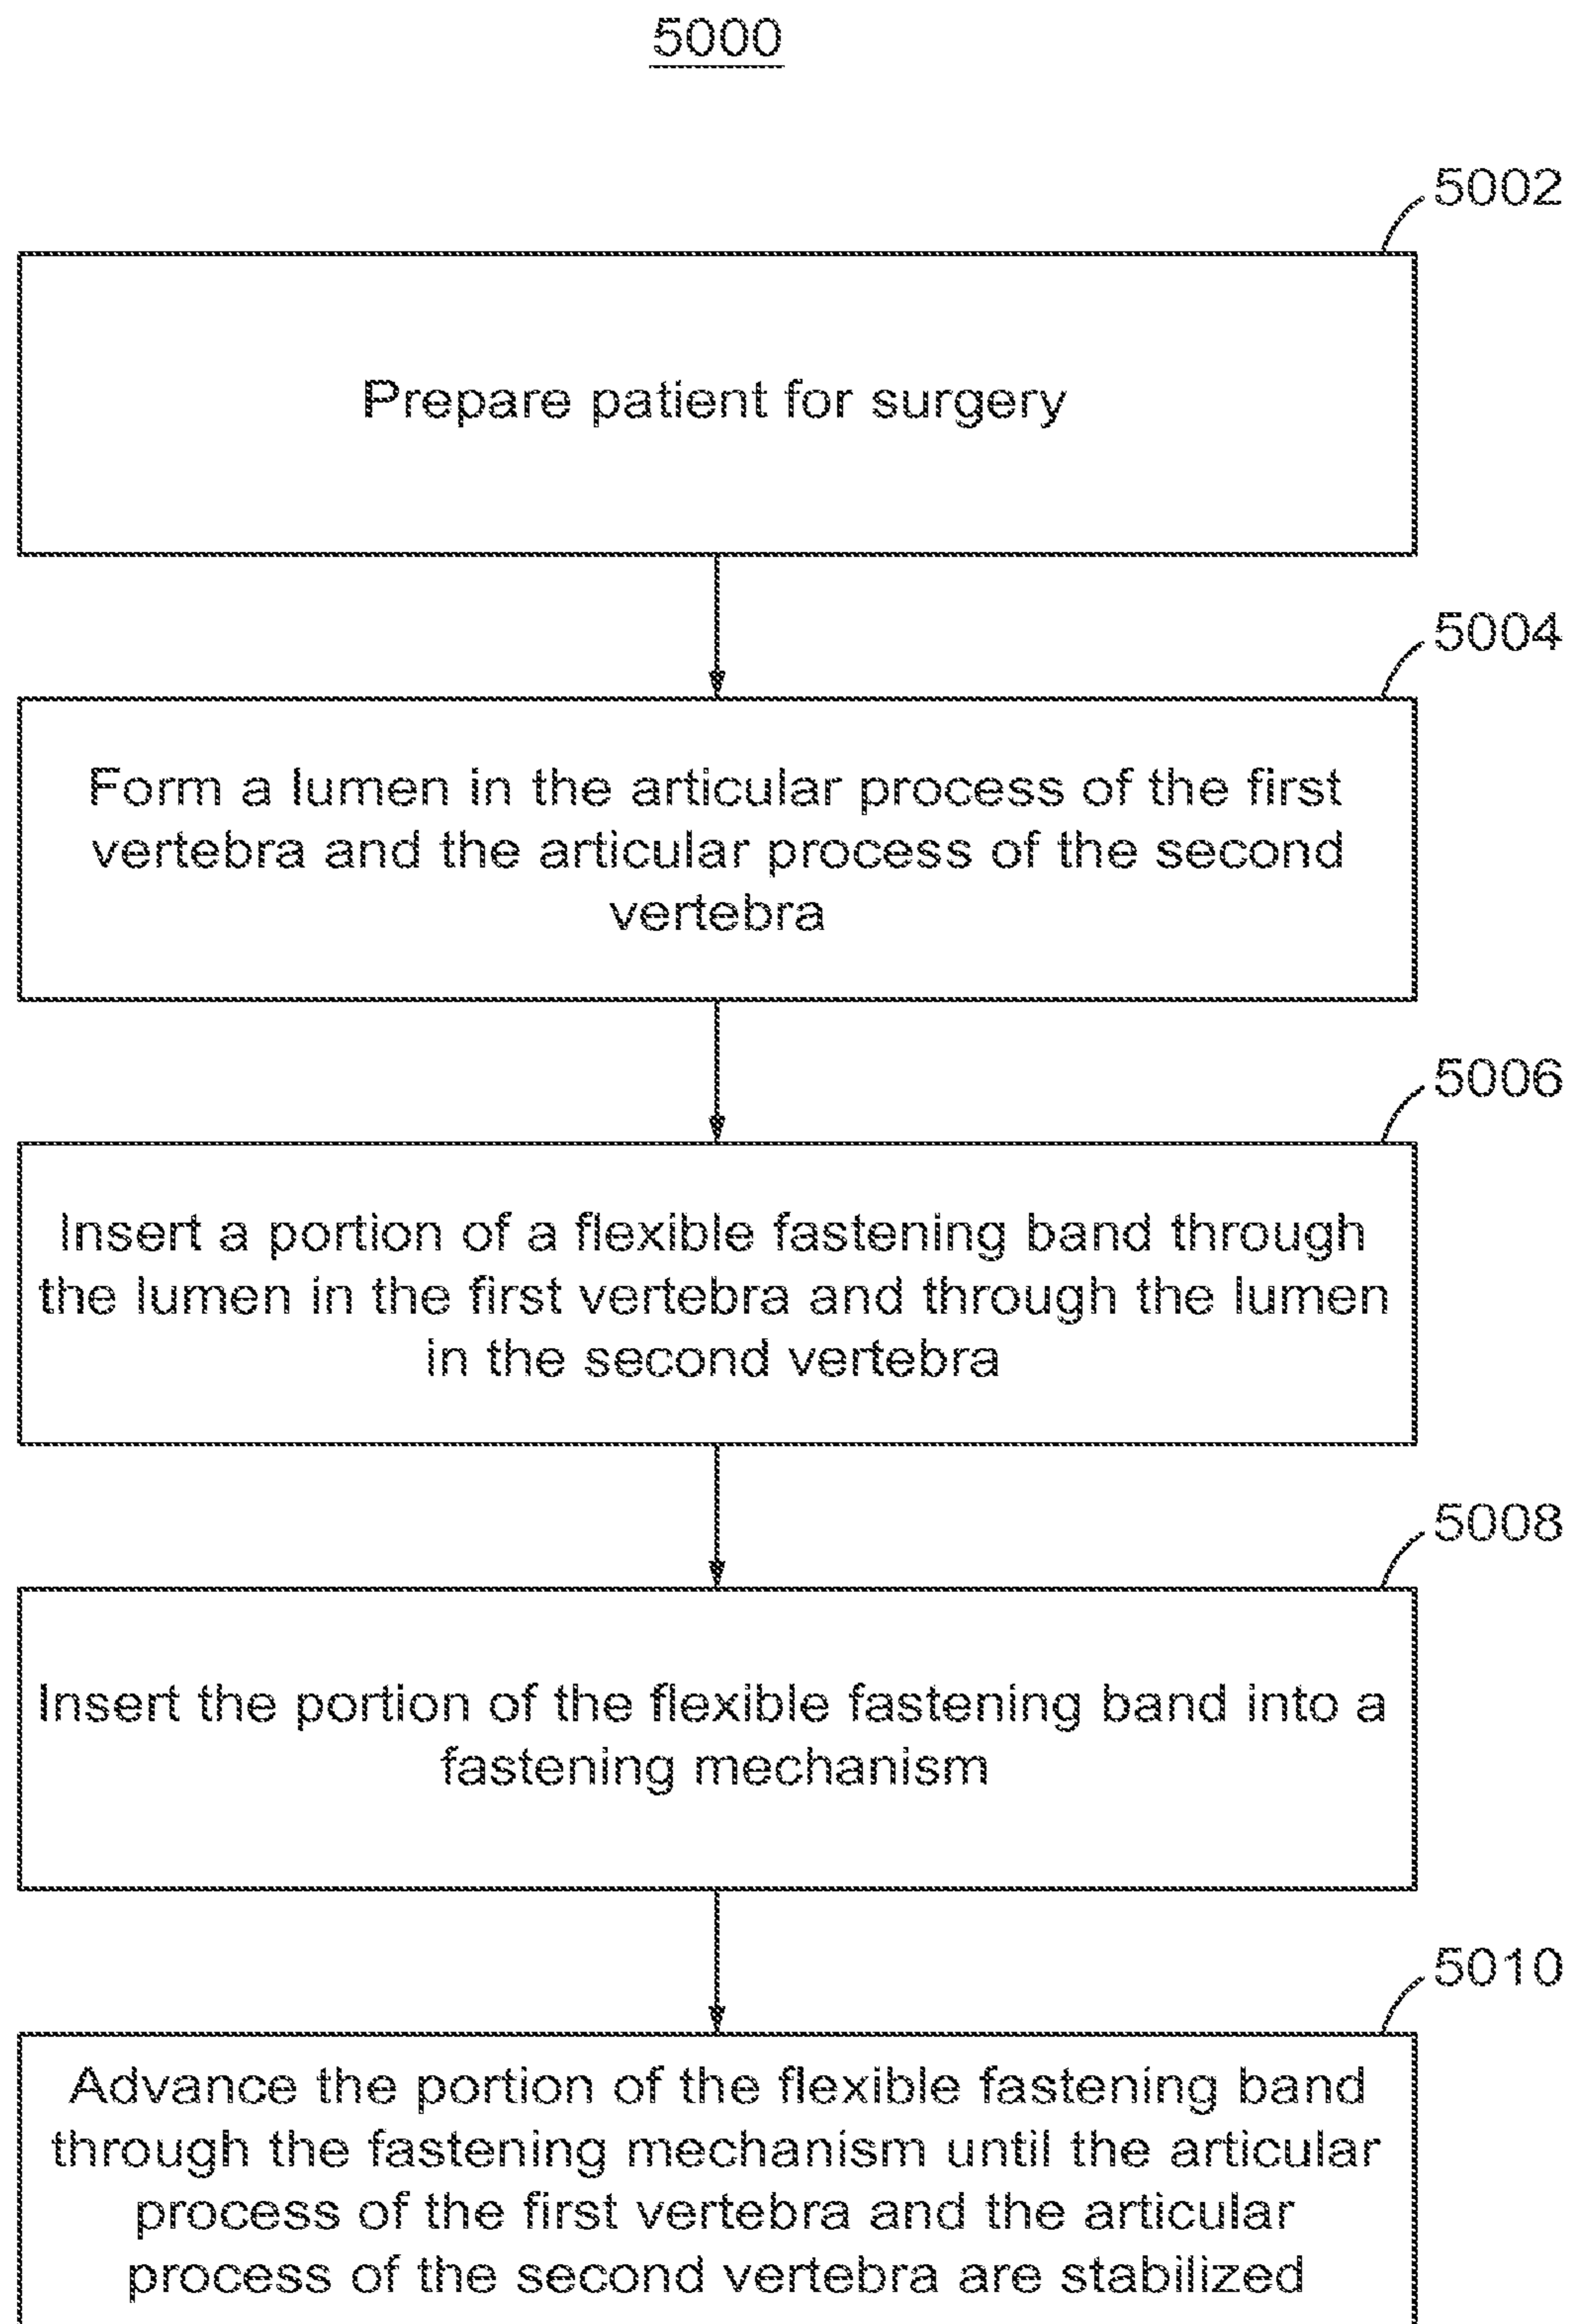 5000
5002
Prepare patient for surgery
5004
Form a lumen in the articular process of the first
vertebra and the articular process of the second
vertebra
5006
Insert a portion of a flexible fastening band through
the lumen in the first vertebra and through the lumen
in the second vertebra
5008
Insert the portion of the flexible fastening band into a
fastening mechanism
5010
Advance the portion of the flexible fastening band
through the fastening mechanism until the articular
process of the first vertebra and the articular
process of the second vertebra are stabilized